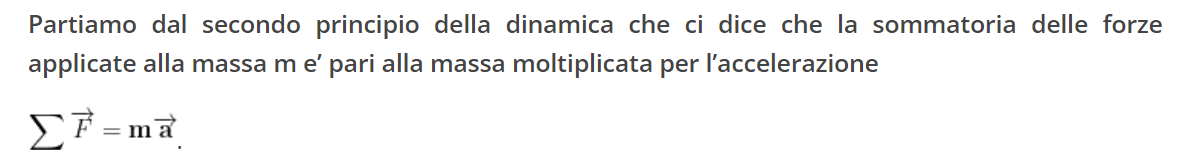 Partiamo dal secondo principio della dinamica che ci dice che la sommatoria delle forze
applicate alla massa m e’ pari alla massa moltiplicata per l’accelerazione
∑ F⃗ = m a⃗.